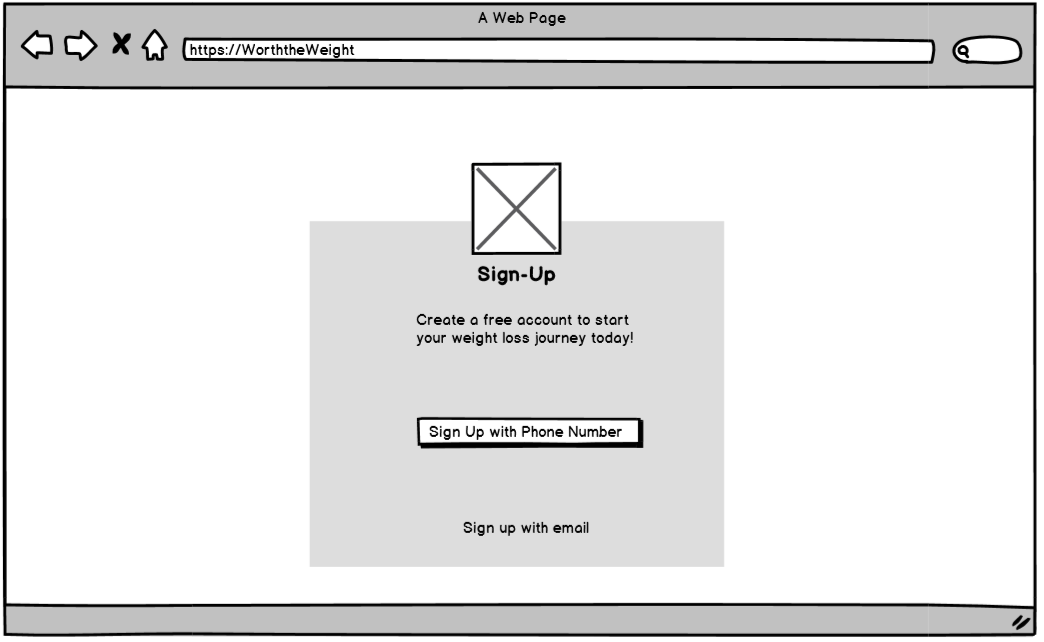 A Web Page
https://WorththeWeight
Sign-Up
Create a free account to start
your weight loss journey today!
Sign Up with Phone Number
Sign up with email